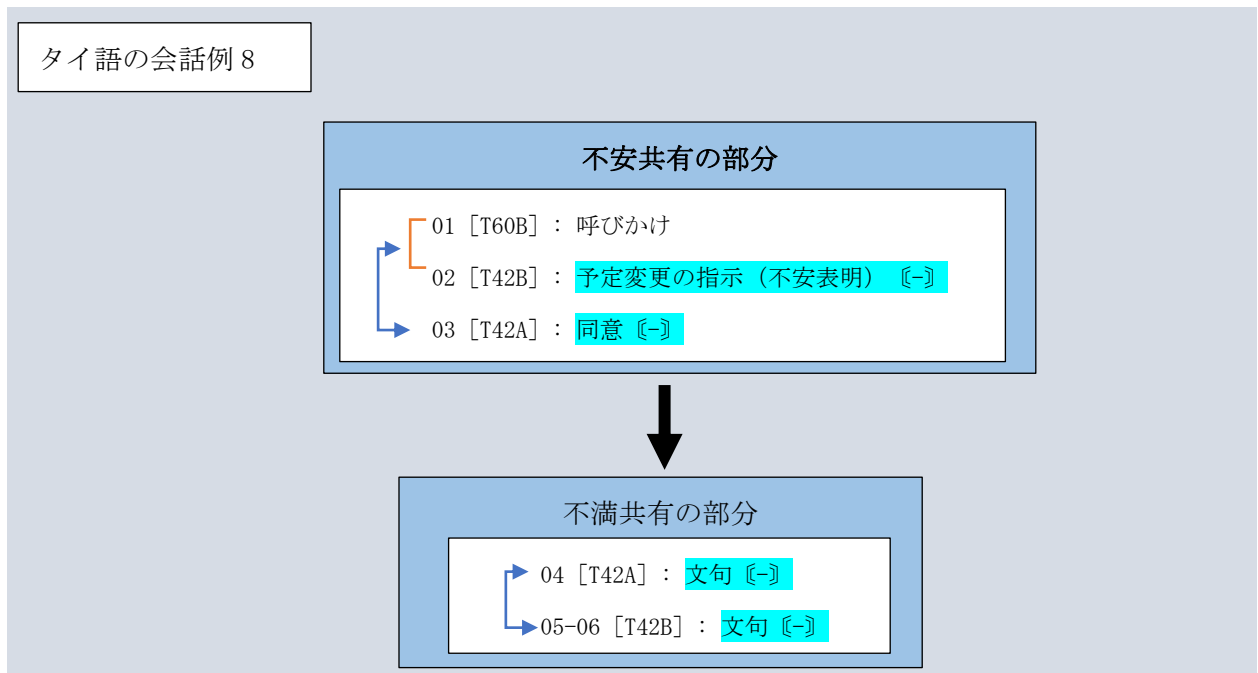 タイ語の会話例 8
不安共有の部分
01 [T60B] : 呼びかけ
02 [T42B] : 予定変更の指示（不安表明）〔-〕
03 [T42A] : 同意〔-〕
不満共有の部分
04 [T42A] : 文句〔-〕
05-06 [T42B] : 文句〔-〕